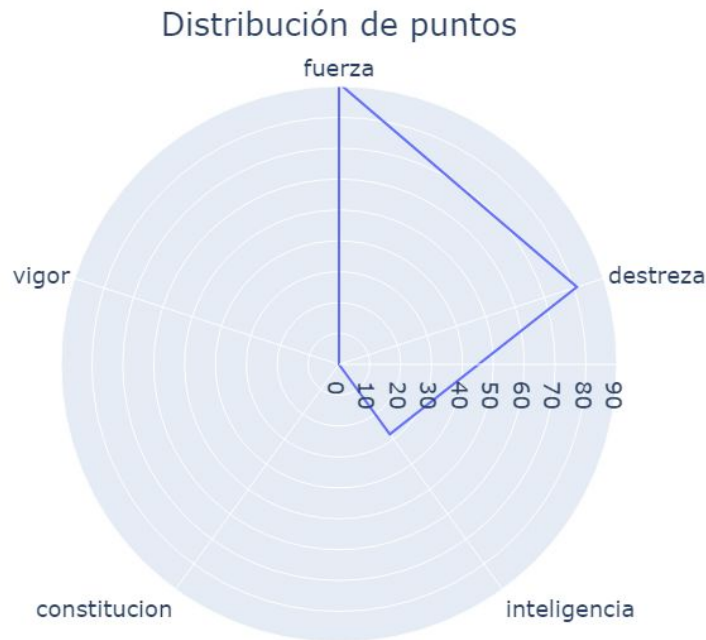 Distribución de puntos
fuerza
vigor
destreza
0
10
20
30
40
50
60
70
80
90
constitucion
inteligencia